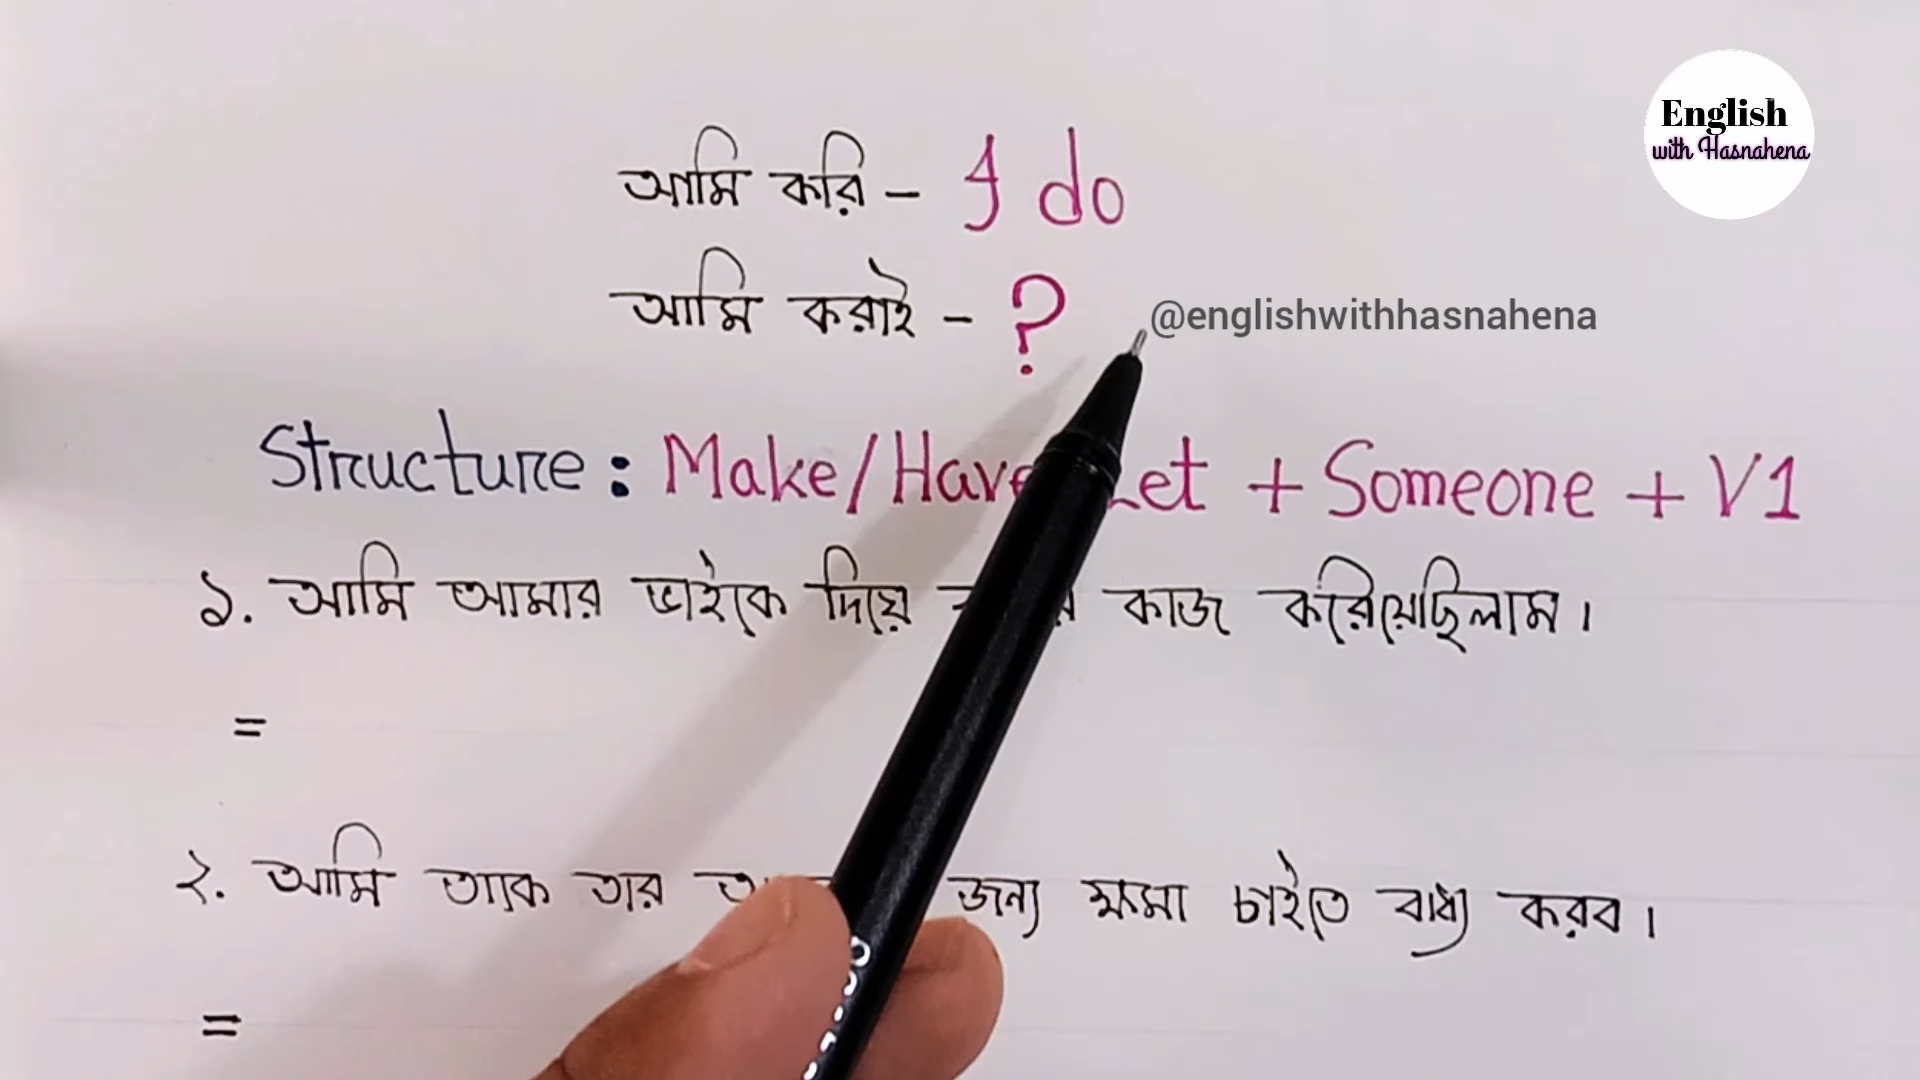 English
with Hasnahena
আমি করি - I do
আমি করাই - ?
@englishwithhasnahena
Structure : Make/Have Let + Someone + V1
১. আমি আমার ভাইকে দিয়ে কাজ করিয়েছিলাম।
=
২. আমি তাকে তার জন্য ক্ষমা চাইতে বাধ্য করব।
=